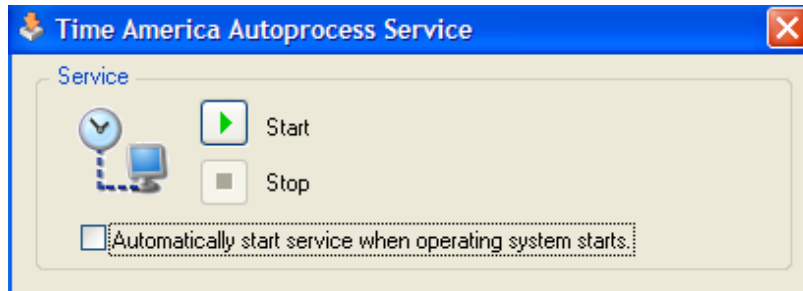 Time America Autoprocess Service
Service
Start
Stop
Automatically start service when operating system starts.